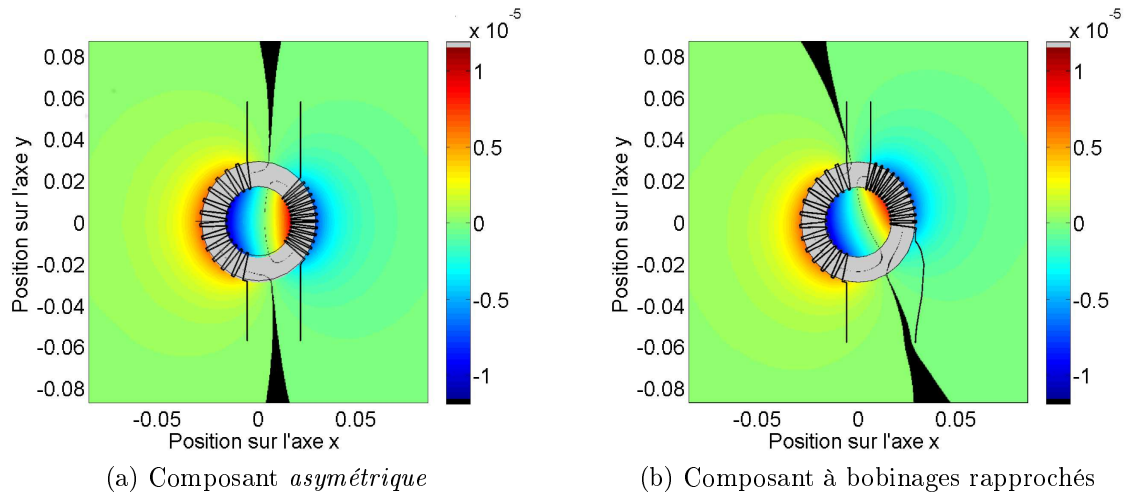 x 10^-5
0.08
0.06
0.04
0.02
0
-0.02
-0.04
-0.06
-0.08
Position sur l'axe y
-0.05 0 0.05
Position sur l'axe x
1
0.5
0
-0.5
-1
(a) Composant asymétrique
x 10^-5
0.08
0.06
0.04
0.02
0
-0.02
-0.04
-0.06
-0.08
Position sur l'axe y
-0.05 0 0.05
Position sur l'axe x
1
0.5
0
-0.5
-1
(b) Composant à bobinages rapprochés